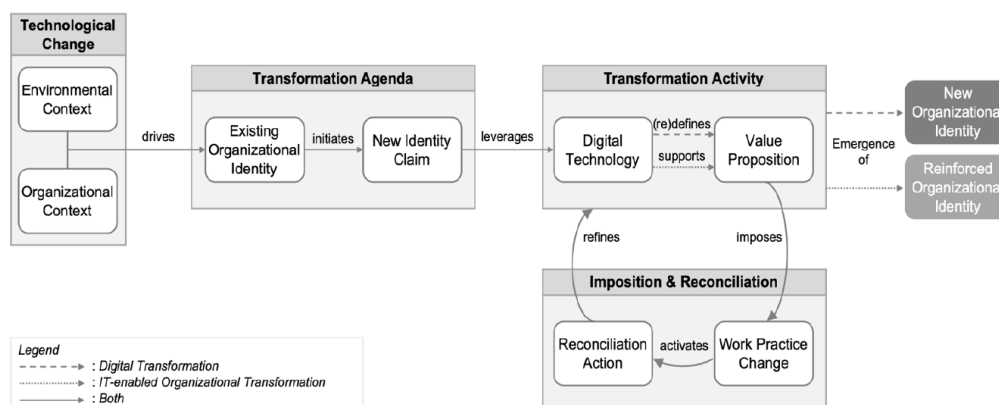 Technological
Change
Environmental
Context
Organizational
Context
drives
Transformation Agenda
Existing
Organizational
Identity
initiates
New Identity
Claim
leverages
Transformation Activity
Digital
Technology
(re)defines
supports
Value
Proposition
Emergence
of
New
Organizationa
Identity
Reinforced
Organizationa
Identity
refines
imposes
Imposition & Reconciliation
Reconciliation
Action
activates
Work Practice
Change
Legend
: Digital Transformation
: IT-enabled Organizational Transformation
: Both